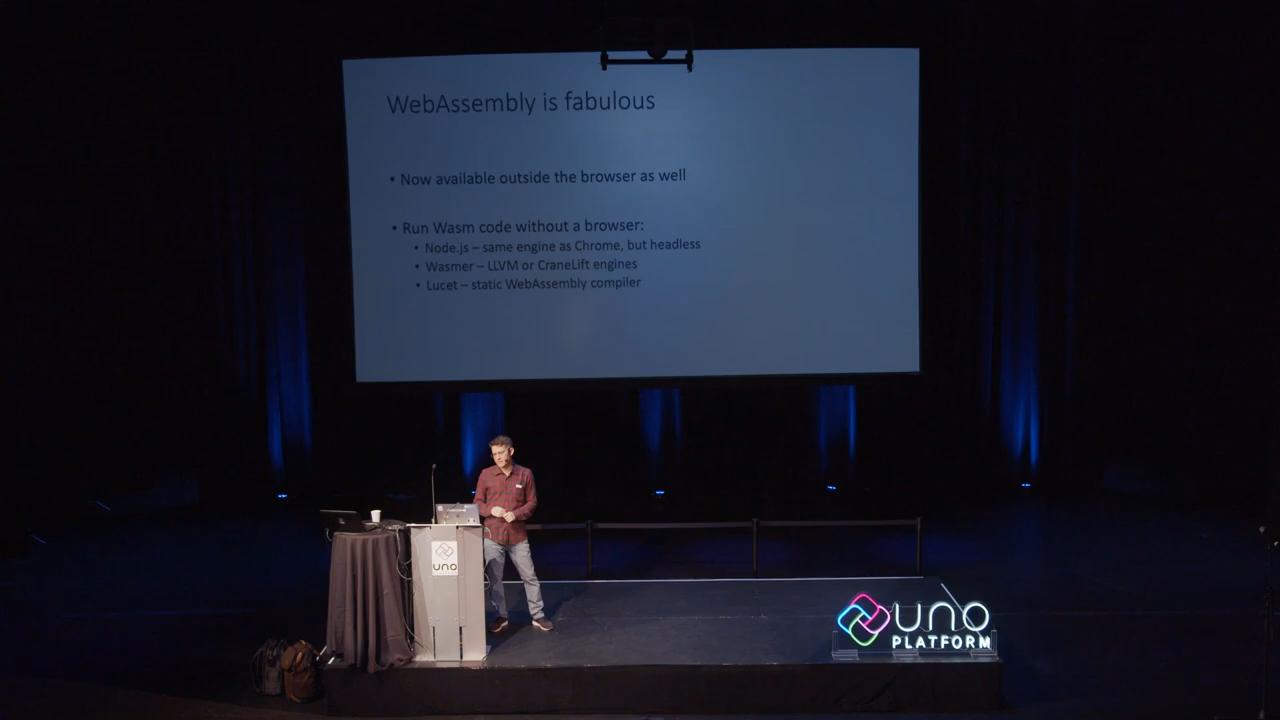 WebAssembly is fabulous
• Now available outside the browser as well
• Run Wasm code without a browser:
• Node.js – same engine as Chrome, but headless
• Wasmer – LLVM or CraneLift engines
• Lucet – static WebAssembly compiler
uno
UNO
PLATFORM